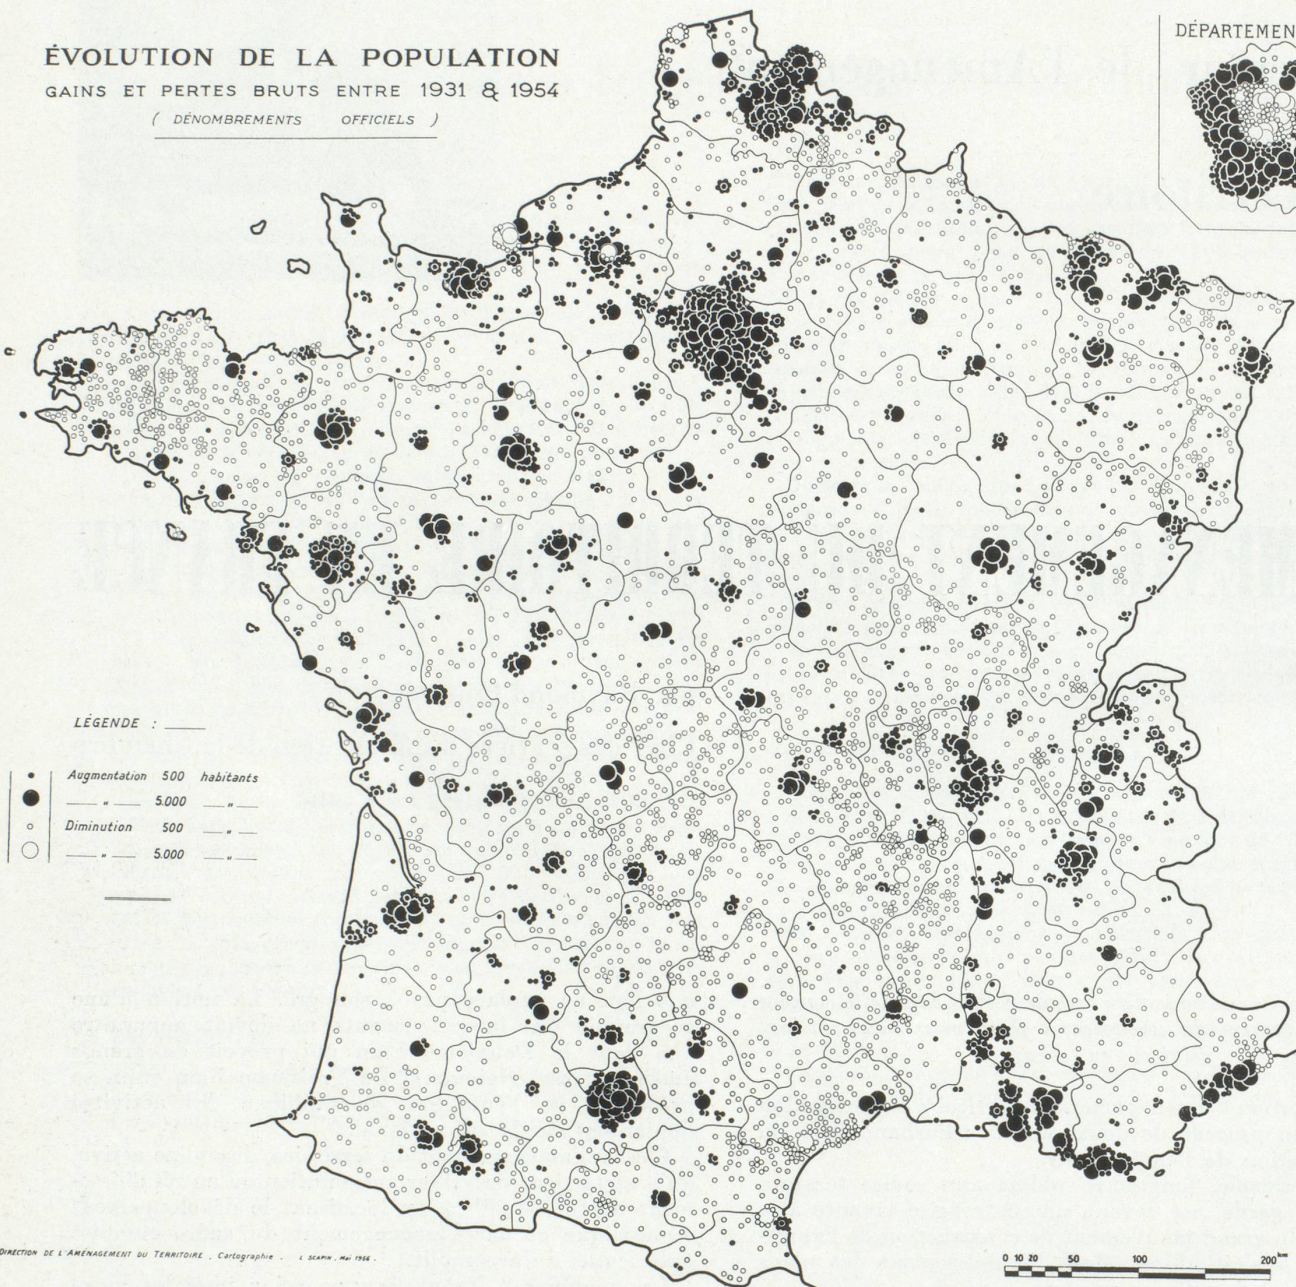 ÉVOLUTION DE LA POPULATION
GAINS ET PERTES BRUTS ENTRE 1931 & 1954
( DÉNOMBREMENTS OFFICIELS )
DÉPARTEMEN
LÉGENDE :
Augmentation 500 habitants
— " — 5.000 — " —
Diminution 500 — " —
— " — 5.000 — " —
DIRECTION DE L'AMÉNAGEMENT DU TERRITOIRE . Cartographie . L. SCAPIN . Mai 1956 .
0 10 20 50 100 200 km